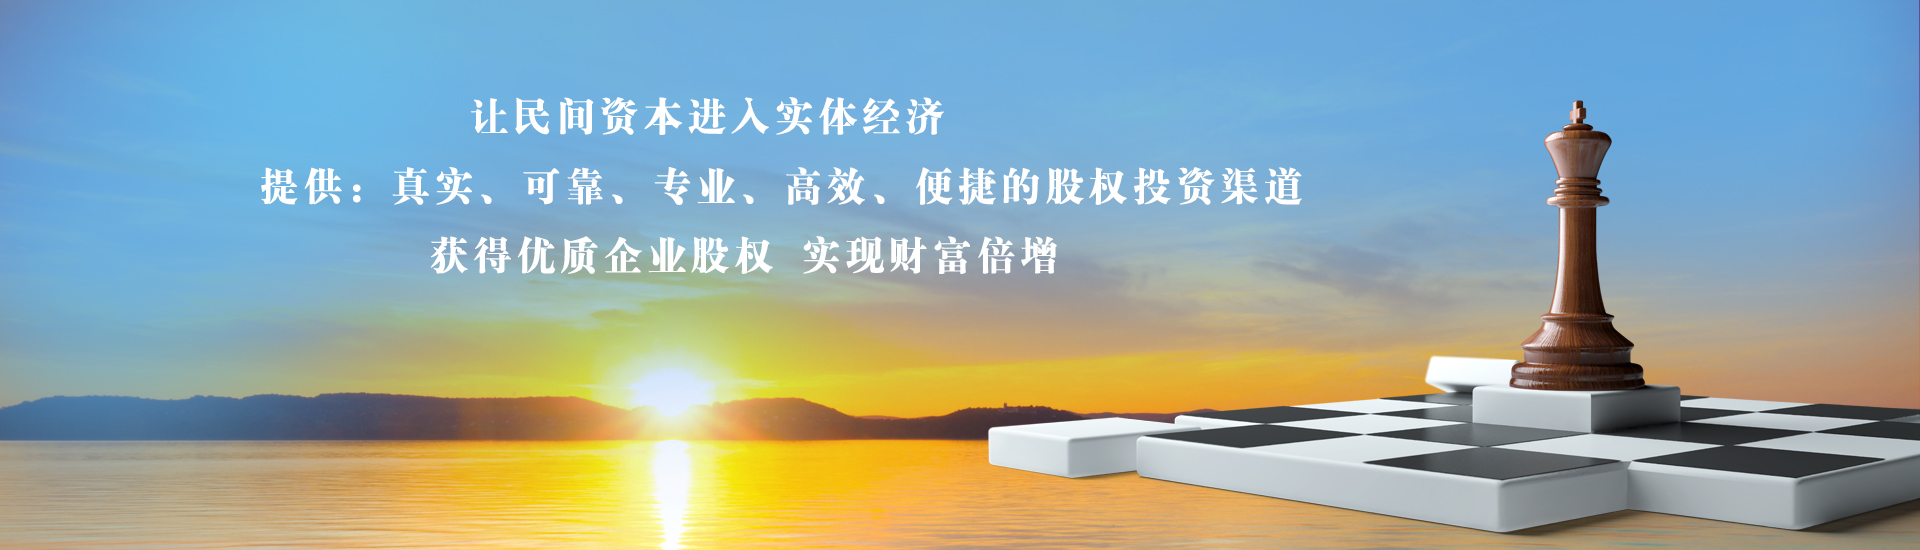 让民间资本进入实体经济
提供：真实、可靠、专业、高效、便捷的股权投资渠道
获得优质企业股权 实现财富倍增